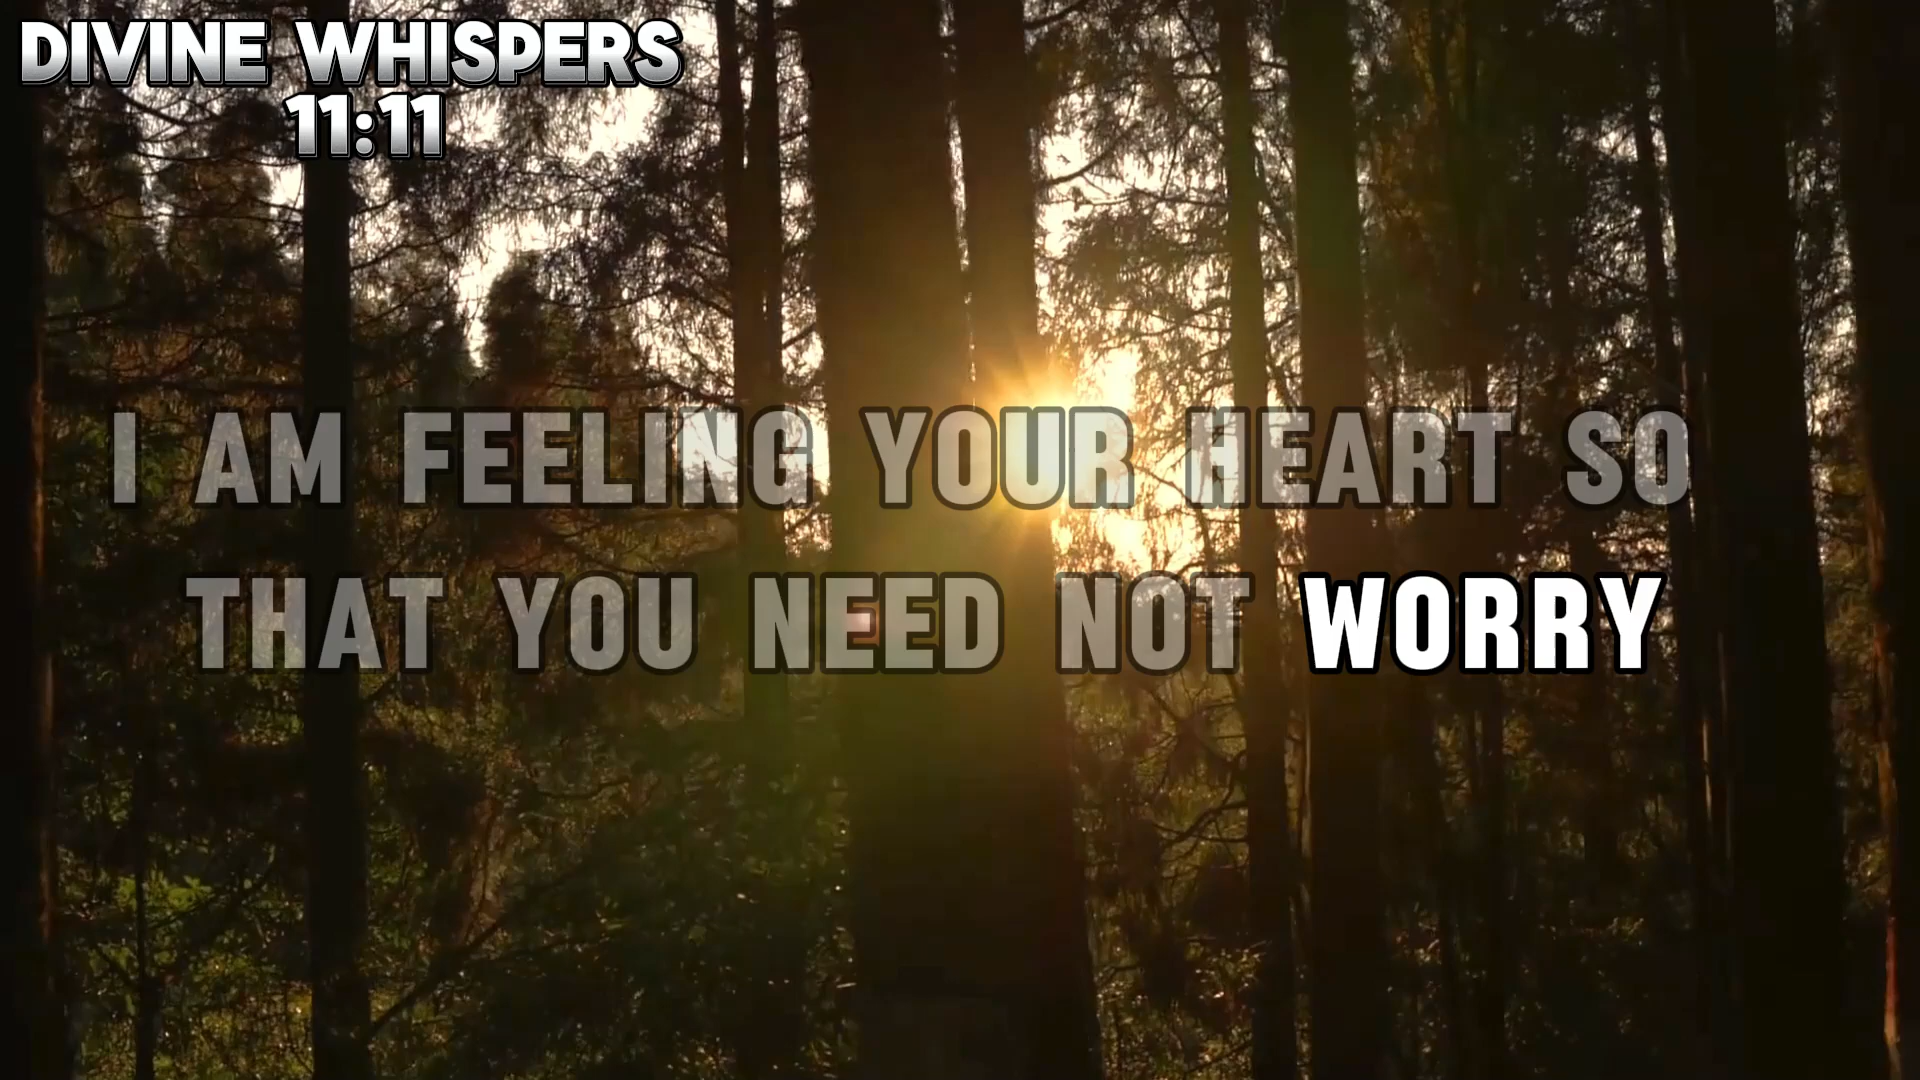 DIVINE WHISPERS
11:11
I AM FEELING YOUR HEART SO
THAT YOU NEED NOT WORRY